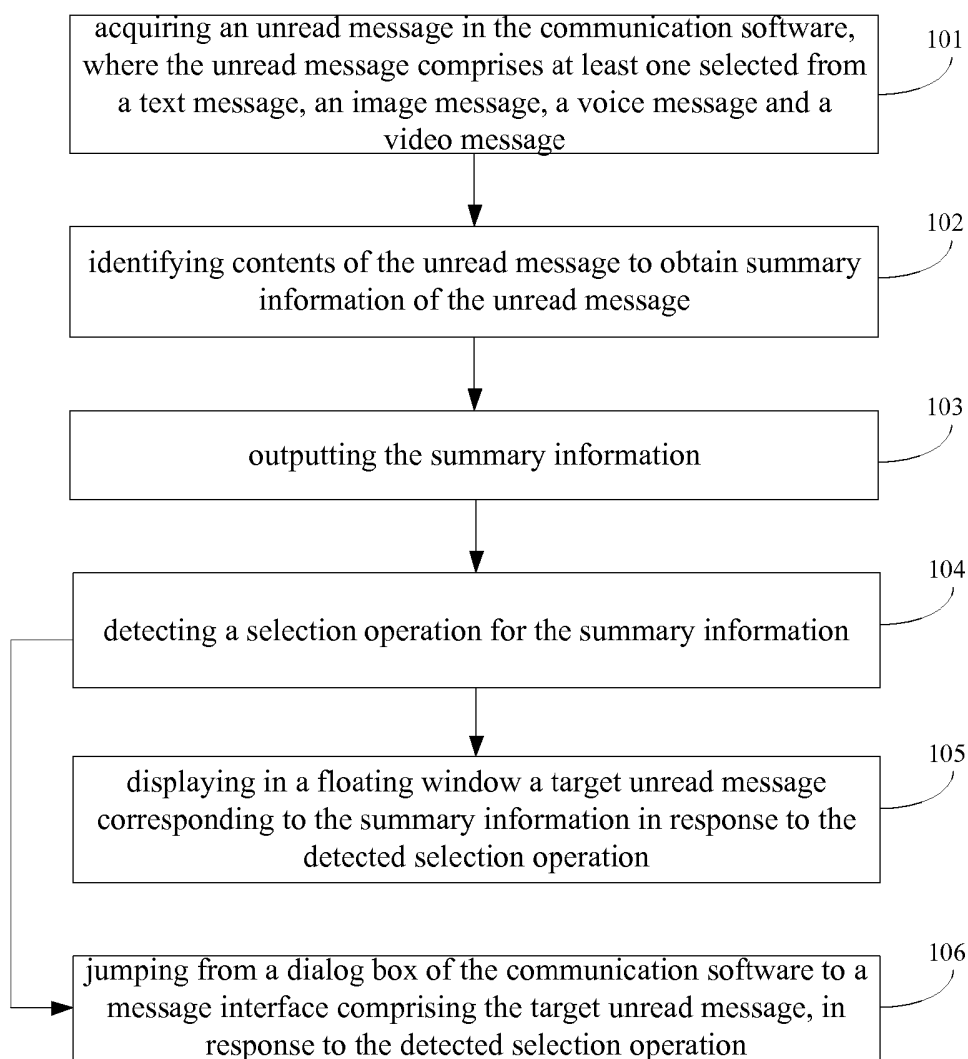 acquiring an unread message in the communication software,
where the unread message comprises at least one selected from
a text message, an image message, a voice message and a
video message
101
identifying contents of the unread message to obtain summary
information of the unread message
102
outputting the summary information
103
detecting a selection operation for the summary information
104
displaying in a floating window a target unread message
corresponding to the summary information in response to the
detected selection operation
105
jumping from a dialog box of the communication software to a
message interface comprising the target unread message, in
response to the detected selection operation
106